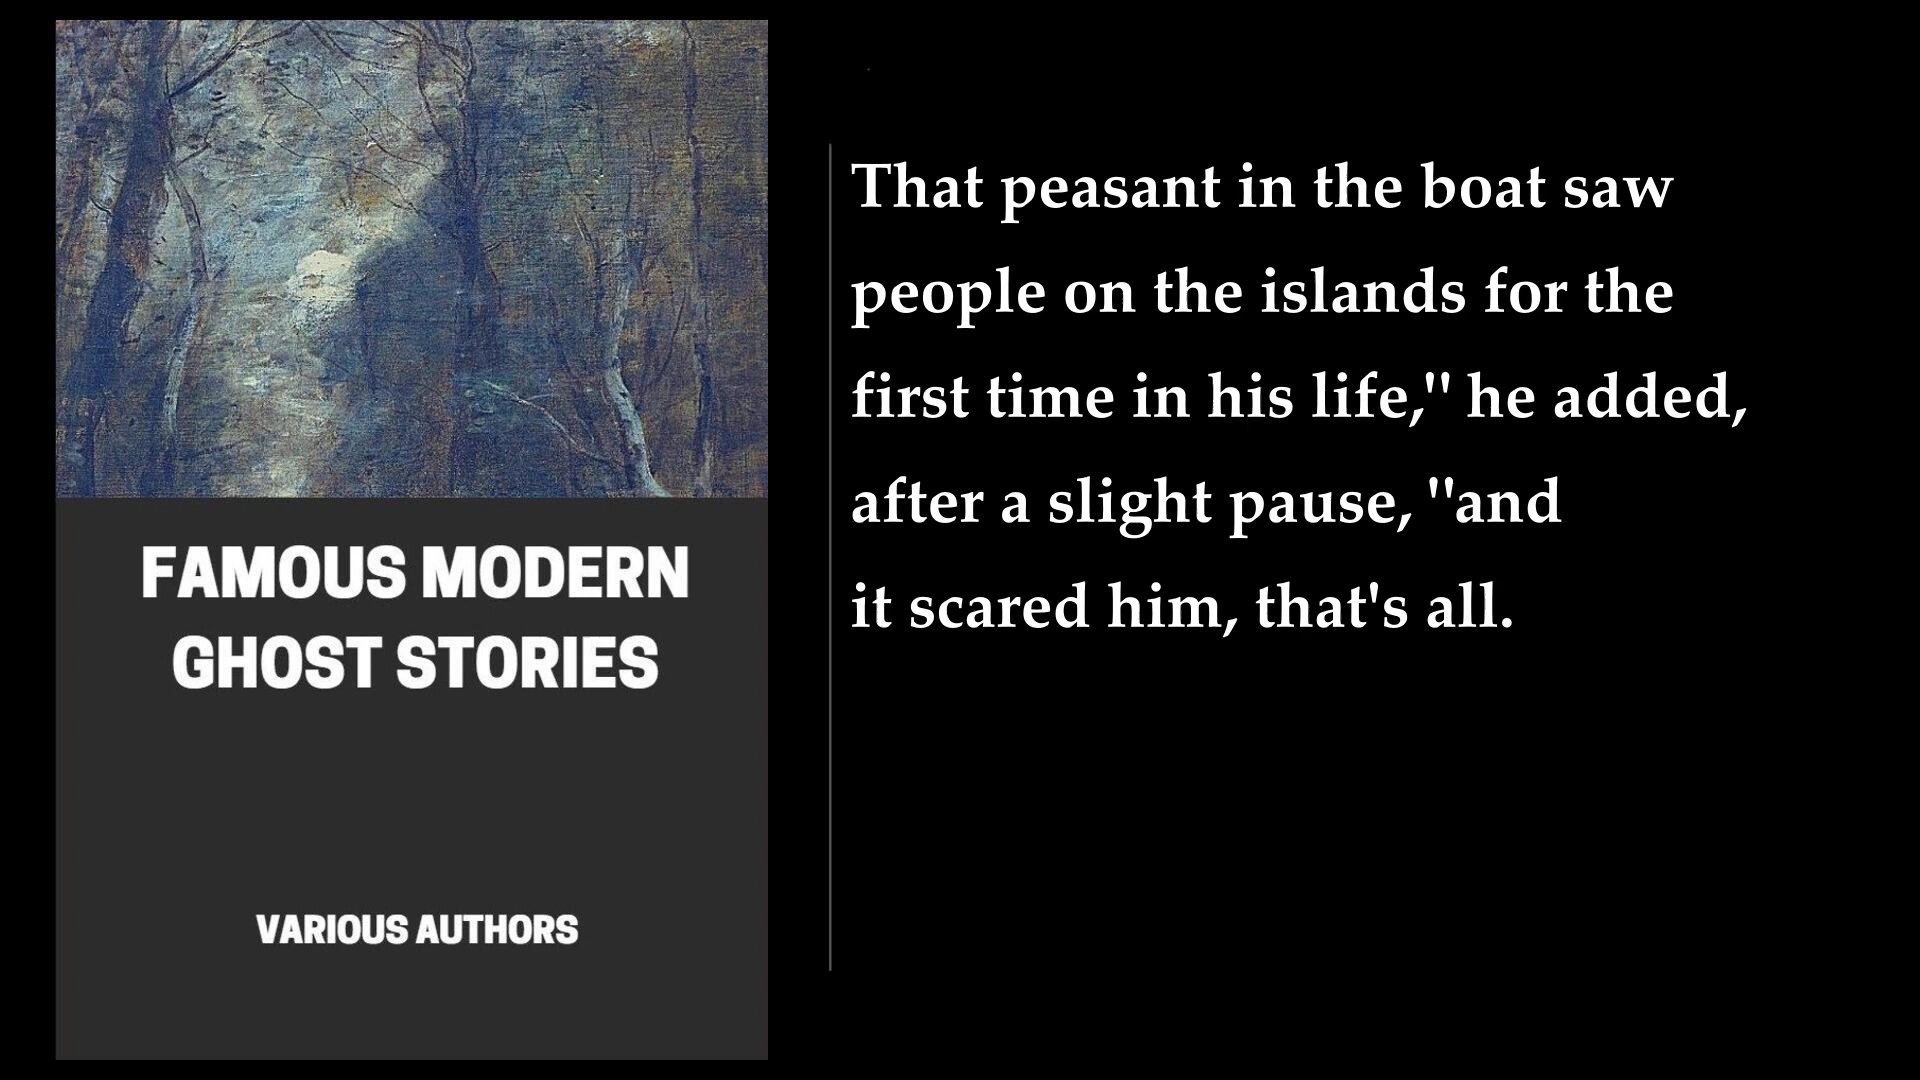 FAMOUS MODERN
GHOST STORIES
VARIOUS AUTHORS
That peasant in the boat saw
people on the islands for the
first time in his life," he added,
after a slight pause, "and
it scared him, that's all.